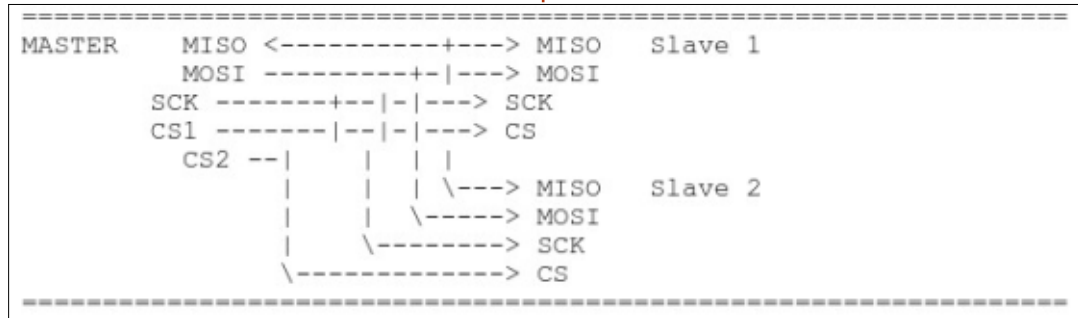 =================================================================
MASTER    MISO <----------+---> MISO   Slave 1
          MOSI ---------+-|---> MOSI
        SCK -------+--|-|---> SCK
        CS1 -------|--|-|---> CS
          CS2 --|    |  | |
                |    |  | \---> MISO   Slave 2
                |    |  \-----> MOSI
                |    \--------> SCK
                \-------------> CS
=================================================================